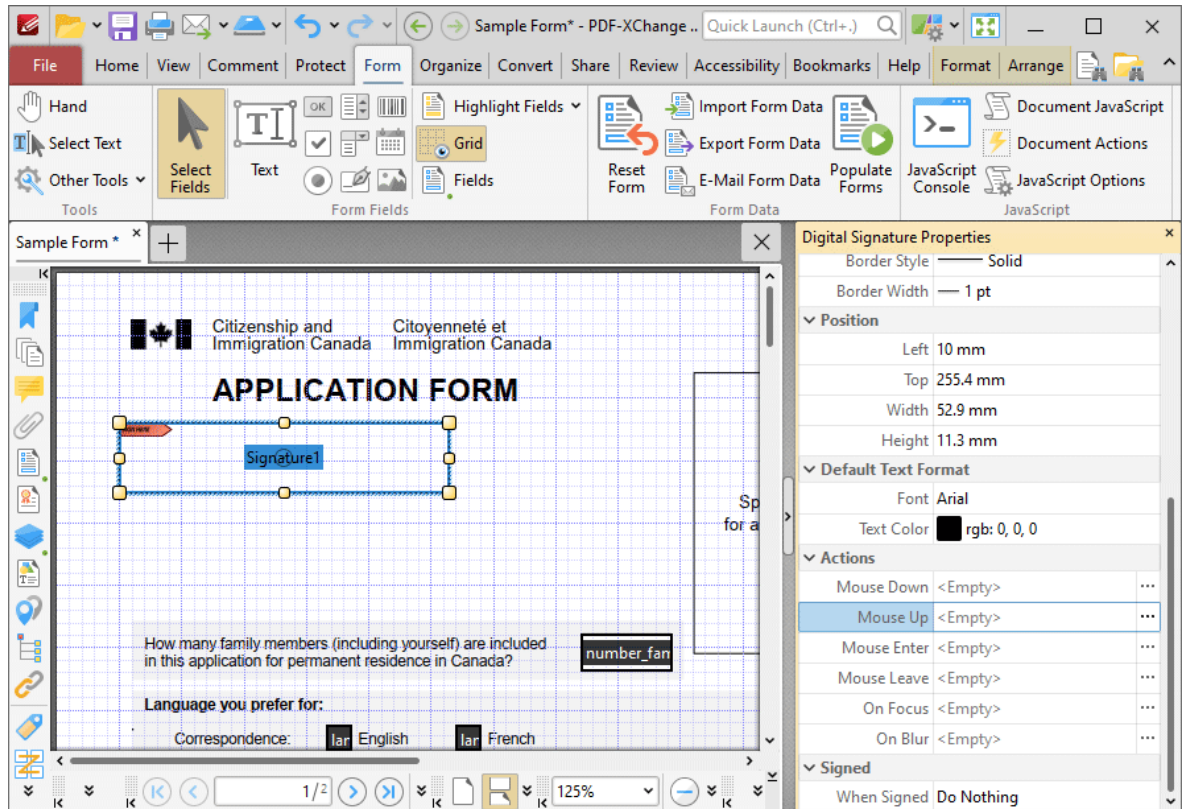 Sample Form* - PDF-XChange ..
Quick Launch (Ctrl+.)
File Home View Comment Protect Form Organize Convert Share Review Accessibility Bookmarks Help Format Arrange
Hand
Select Text
Other Tools
Tools
Select Fields
Text
OK
Form Fields
Highlight Fields
Grid
Fields
Reset Form
Import Form Data
Export Form Data
E-Mail Form Data
Populate Forms
Form Data
JavaScript Console
Document JavaScript
Document Actions
JavaScript Options
JavaScript
Sample Form *
Citizenship and Immigration Canada
Citoyenneté et Immigration Canada
APPLICATION FORM
Signature1
Sp
for a
How many family members (including yourself) are included
in this application for permanent residence in Canada?
number_fan
Language you prefer for:
Correspondence: lar English lar French
1/2
125%
Digital Signature Properties
Border Style Solid
Border Width 1 pt
Position
Left 10 mm
Top 255.4 mm
Width 52.9 mm
Height 11.3 mm
Default Text Format
Font Arial
Text Color rgb: 0, 0, 0
Actions
Mouse Down <Empty> ...
Mouse Up <Empty> ...
Mouse Enter <Empty> ...
Mouse Leave <Empty> ...
On Focus <Empty> ...
On Blur <Empty> ...
Signed
When Signed Do Nothing